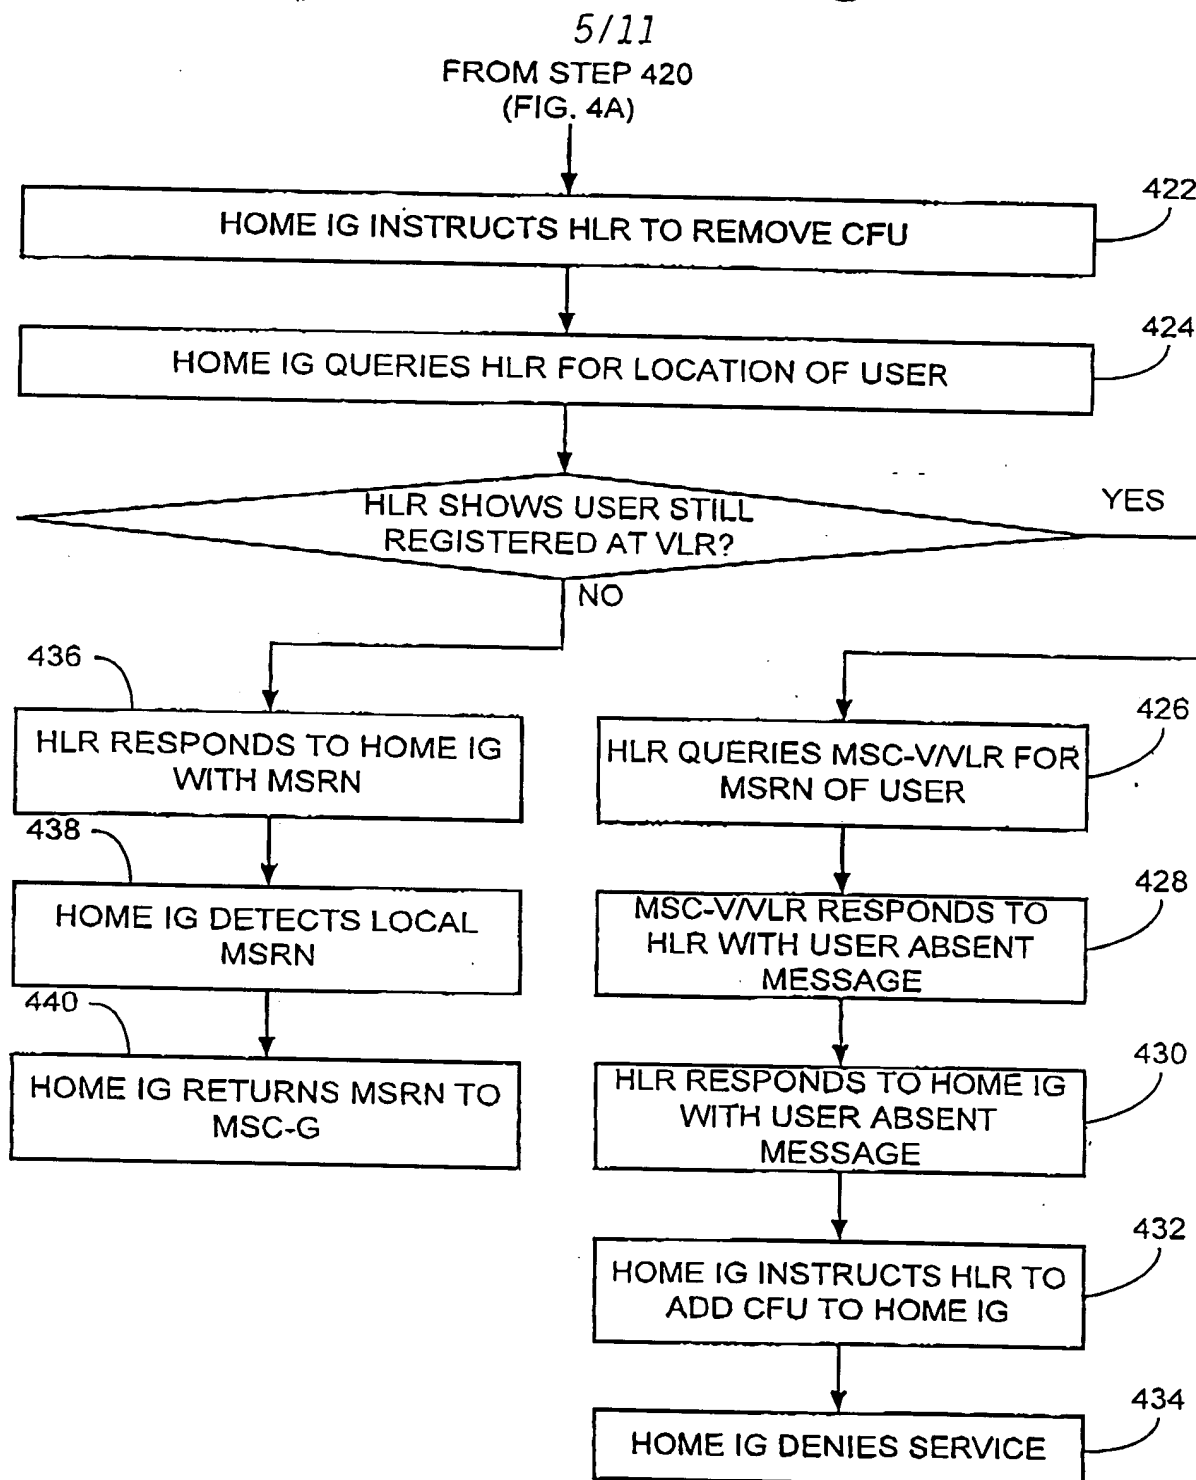 5/11
FROM STEP 420
(FIG. 4A)
422
HOME IG INSTRUCTS HLR TO REMOVE CFU
424
HOME IG QUERIES HLR FOR LOCATION OF USER
HLR SHOWS USER STILL
REGISTERED AT VLR?
YES
NO
436
HLR RESPONDS TO HOME IG
WITH MSRN
438
HOME IG DETECTS LOCAL
MSRN
440
HOME IG RETURNS MSRN TO
MSC-G
426
HLR QUERIES MSC-V/VLR FOR
MSRN OF USER
428
MSC-V/VLR RESPONDS TO
HLR WITH USER ABSENT
MESSAGE
430
HLR RESPONDS TO HOME IG
WITH USER ABSENT
MESSAGE
432
HOME IG INSTRUCTS HLR TO
ADD CFU TO HOME IG
434
HOME IG DENIES SERVICE